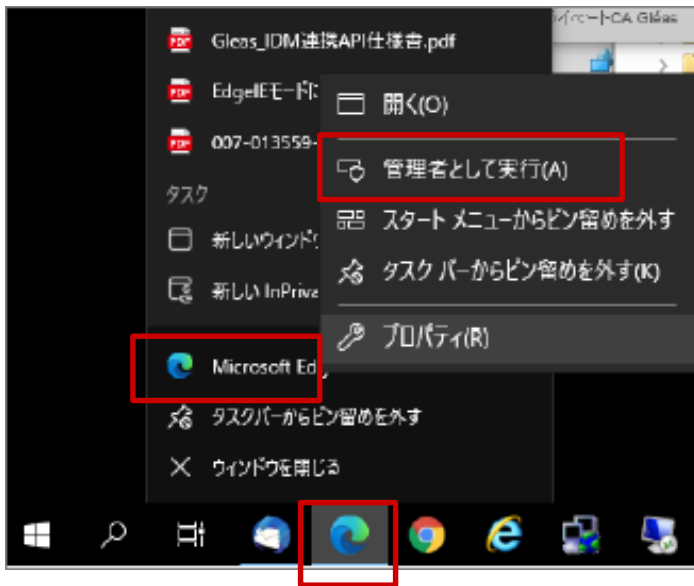 イベートCA Gléas
Gleas_IDM連携API仕様書.pdf
EdgeIEモードに
開く(O)
007-013559-
管理者として実行(A)
タスク
スタート メニューからピン留めを外す
新しいウィンドウ
タスク バーからピン留めを外す(K)
新しい InPriva
プロパティ(R)
Microsoft Ed
タスクバーからピン留めを外す
ウィンドウを閉じる